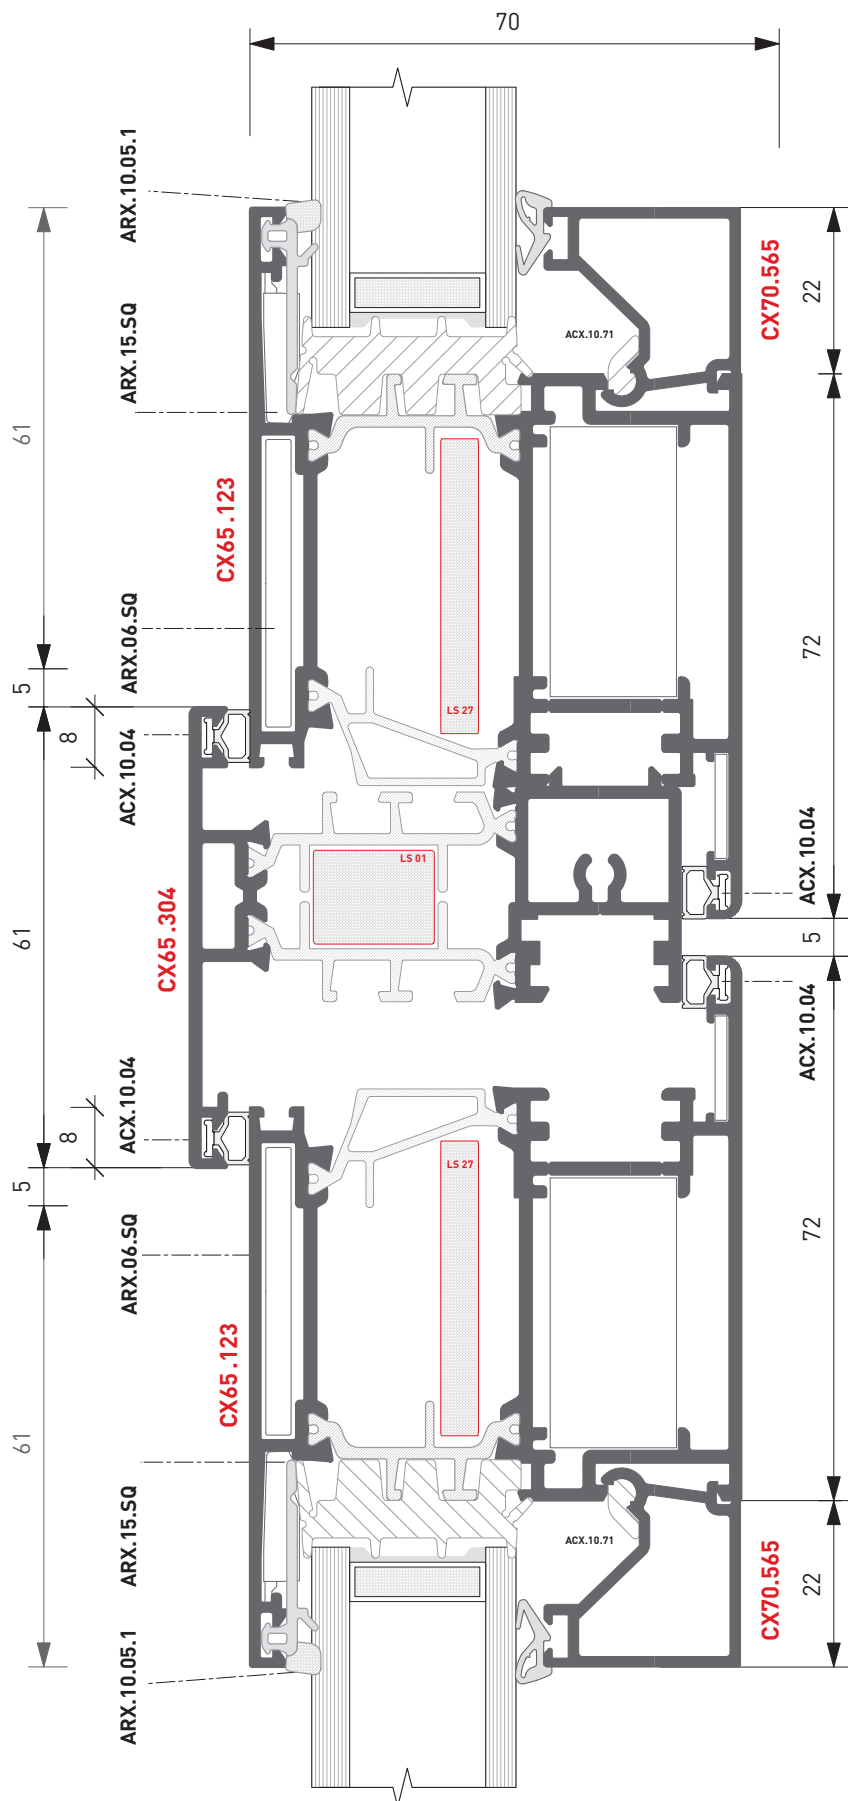 70
ARX.10.05.1
CX70.565
22
ACX.10.71
ARX.15.SQ
61
CX65.123
ARX.06.SQ
72
5
LS 27
8
ACX.10.04
LS 01
ACX.10.04
CX65.304
61
5
ACX.10.04
ACX.10.04
8
LS 27
5
ARX.06.SQ
72
CX65.123
61
ARX.15.SQ
ACX.10.71
22
CX70.565
ARX.10.05.1